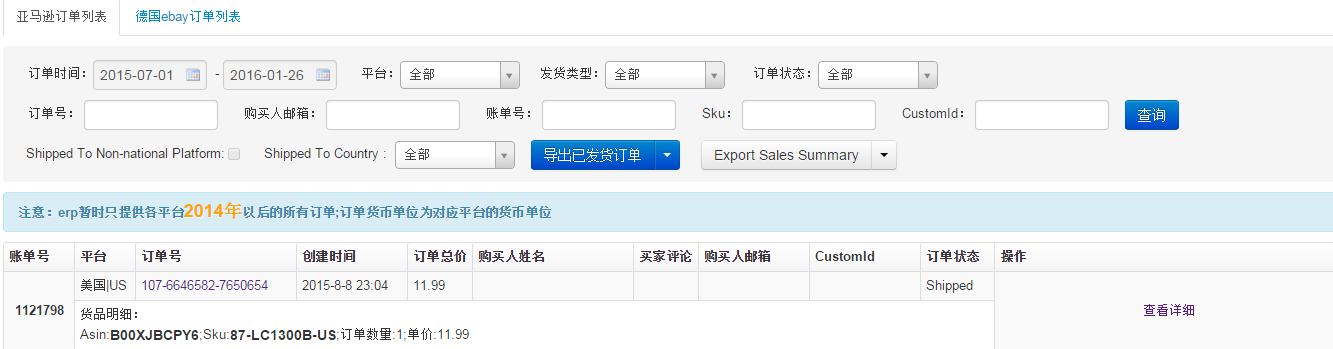 亚马逊订单列表 德国ebay订单列表
订单时间: 2015-07-01 - 2016-01-26 平台: 全部 发货类型: 全部 订单状态: 全部
订单号: 购买人邮箱: 账单号: Sku: CustomId: 查询
Shipped To Non-national Platform: Shipped To Country : 全部 导出已发货订单 Export Sales Summary
注意：erp暂时只提供各平台2014年以后的所有订单;订单货币单位为对应平台的货币单位
账单号 平台 订单号 创建时间 订单总价 购买人姓名 买家评论 购买人邮箱 CustomId 订单状态 操作
1121798 美国|US 107-6646582-7650654 2015-8-8 23:04 11.99 Shipped 查看详细
货品明细：
Asin:B00XJBCPY6;Sku:87-LC1300B-US;订单数量:1;单价:11.99